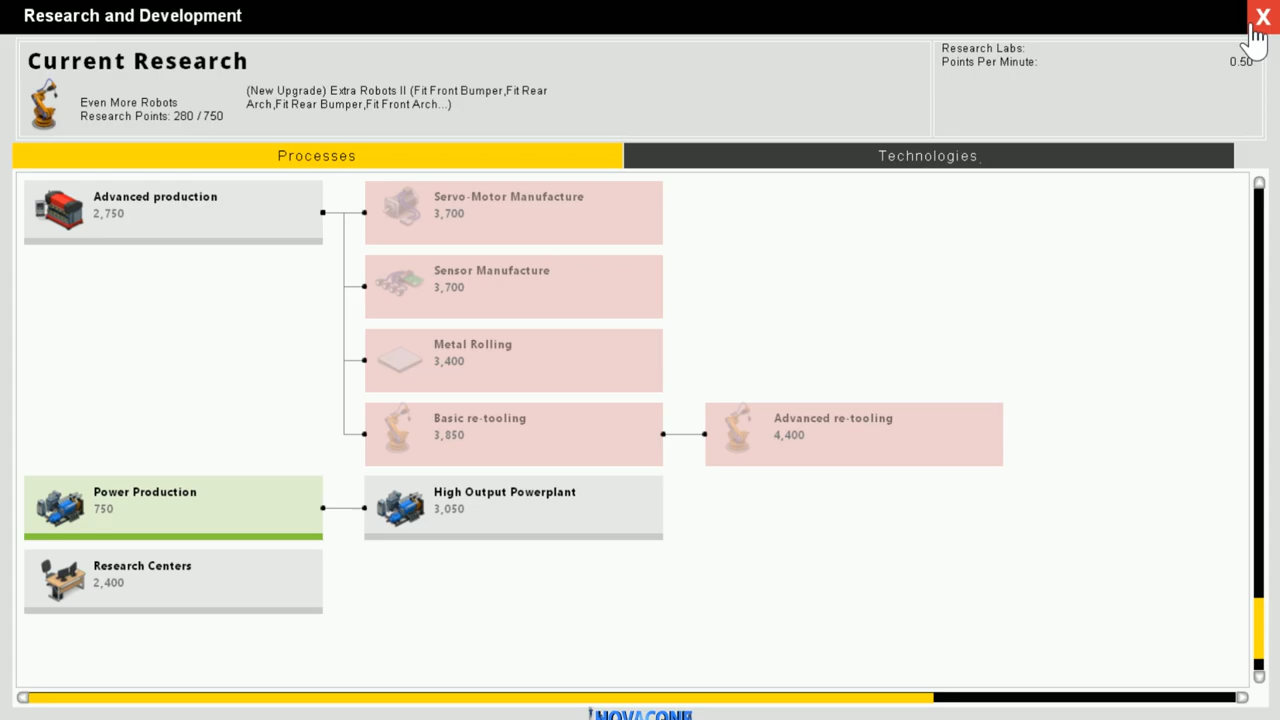 Research and Development
X
Current Research
Even More Robots
Research Points: 280 / 750
(New Upgrade) Extra Robots II (Fit Front Bumper,Fit Rear
Arch,Fit Rear Bumper,Fit Front Arch...)
Research Labs:
Points Per Minute: 0.50
Processes
Technologies
Advanced production
2,750
Servo-Motor Manufacture
3,700
Sensor Manufacture
3,700
Metal Rolling
3,400
Basic re-tooling
3,850
Advanced re-tooling
4,400
Power Production
750
High Output Powerplant
3,050
Research Centers
2,400